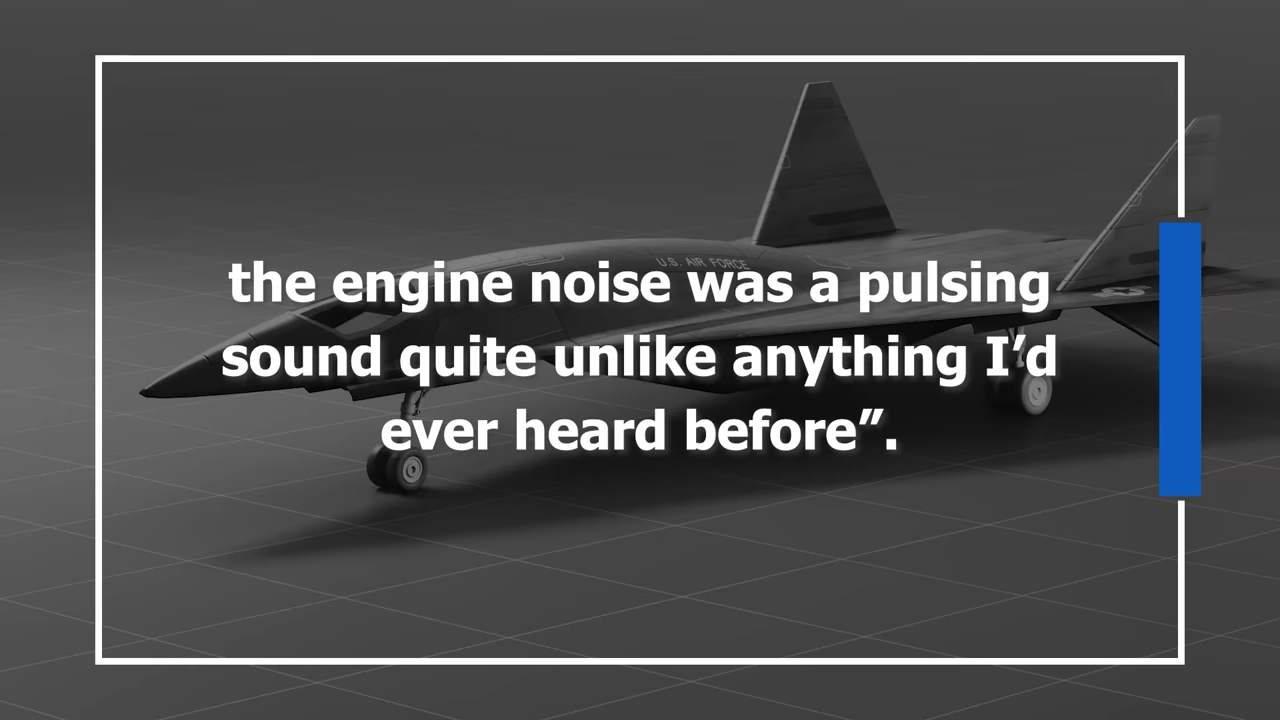 U.S. AIR FORCE
the engine noise was a pulsing
sound quite unlike anything I’d
ever heard before”.